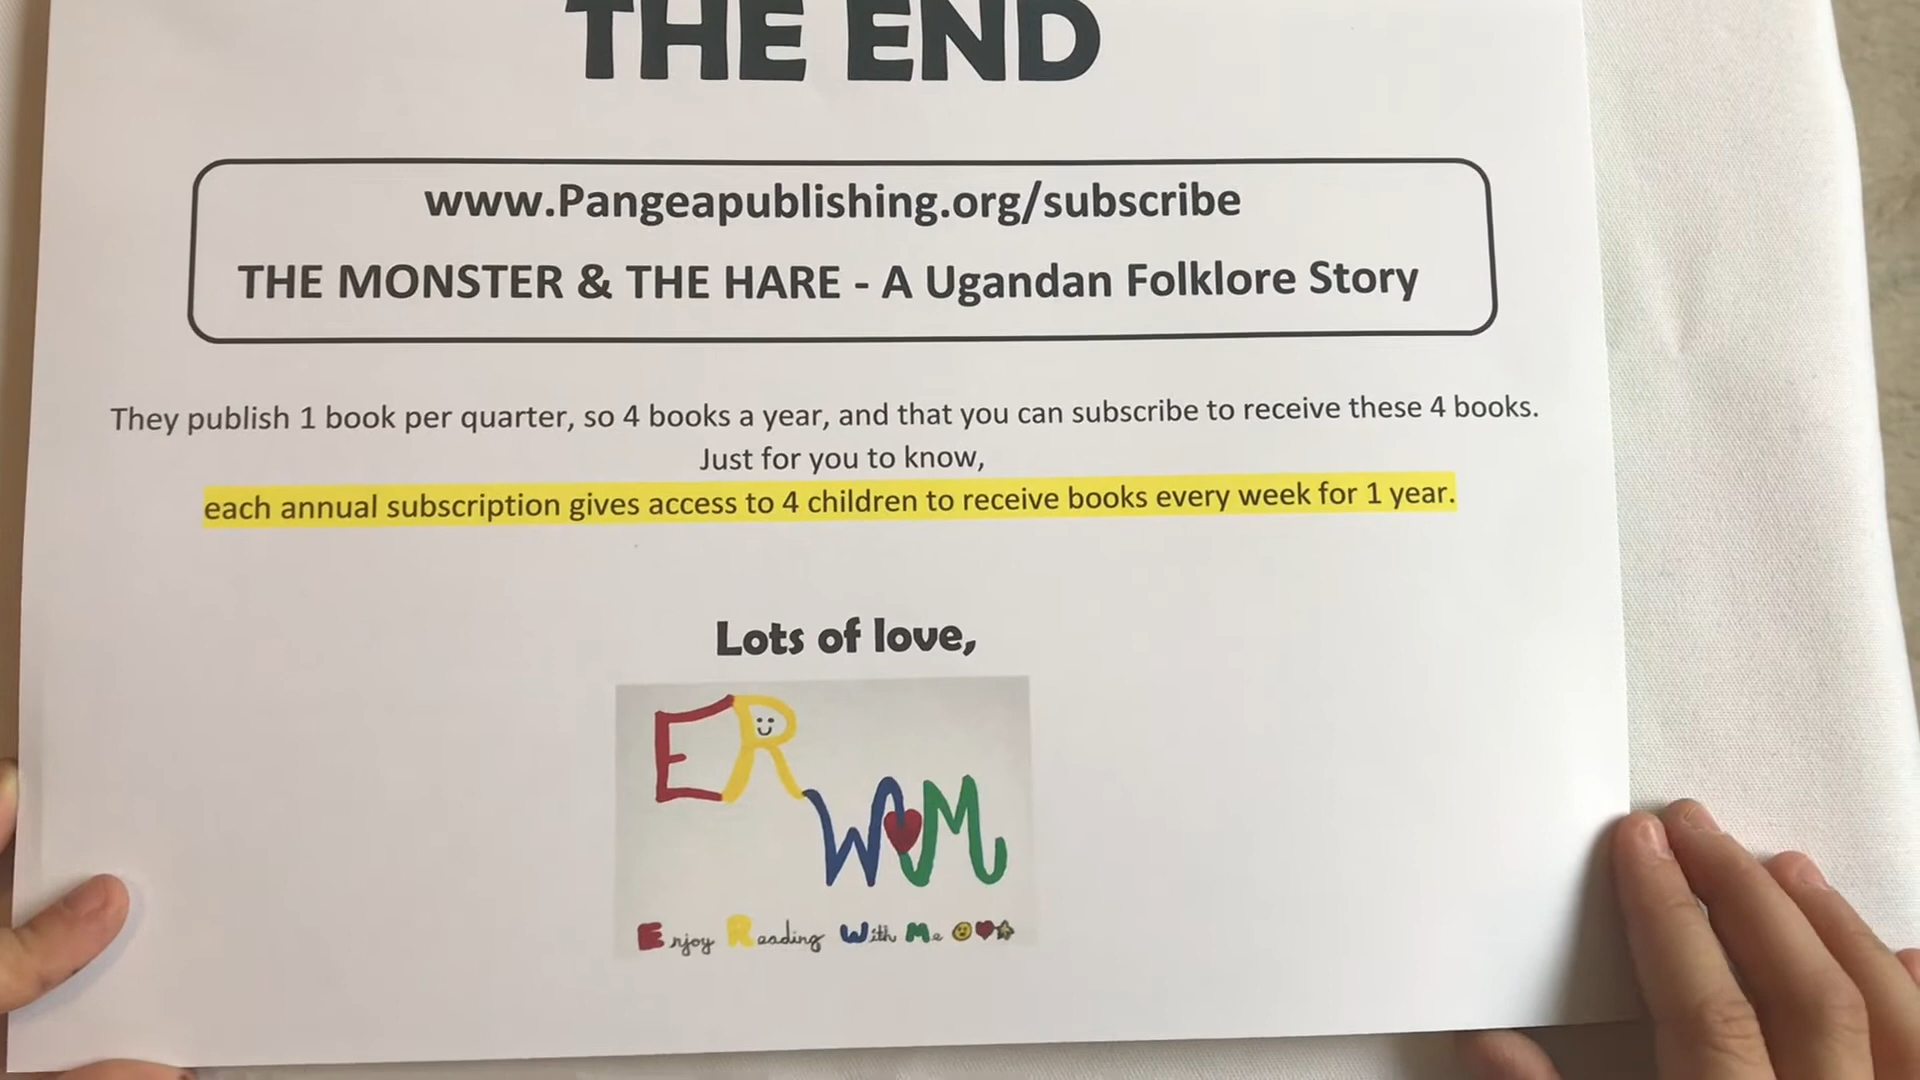 THE END
www.Pangeapublishing.org/subscribe
THE MONSTER & THE HARE - A Ugandan Folklore Story
They publish 1 book per quarter, so 4 books a year, and that you can subscribe to receive these 4 books.
Just for you to know,
each annual subscription gives access to 4 children to receive books every week for 1 year.
Lots of love,
ER
WM
Enjoy Reading With Me